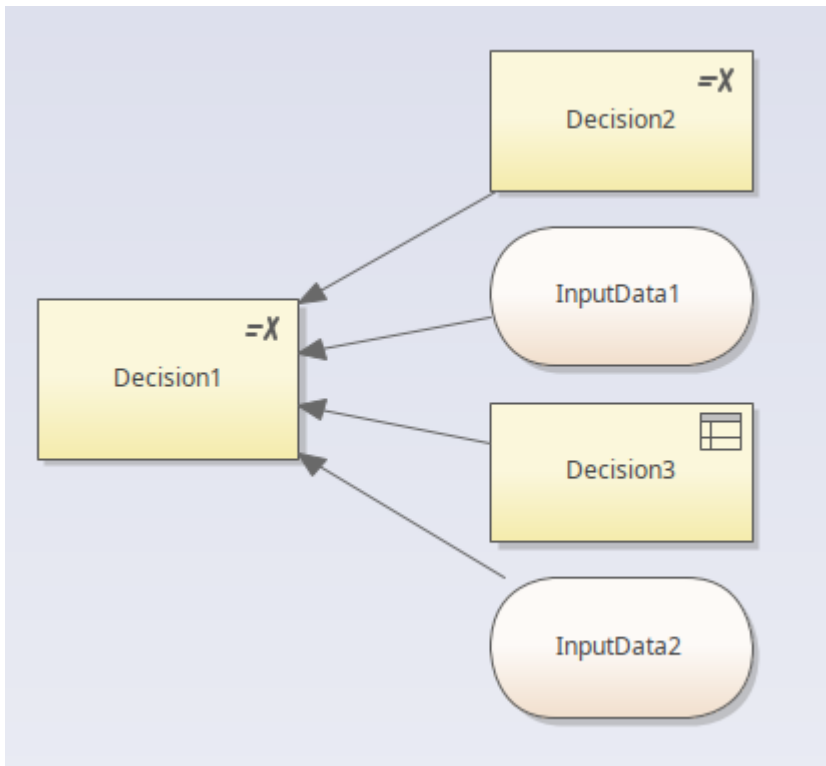 =X
Decision2
InputData1
=X
Decision1
Decision3
InputData2